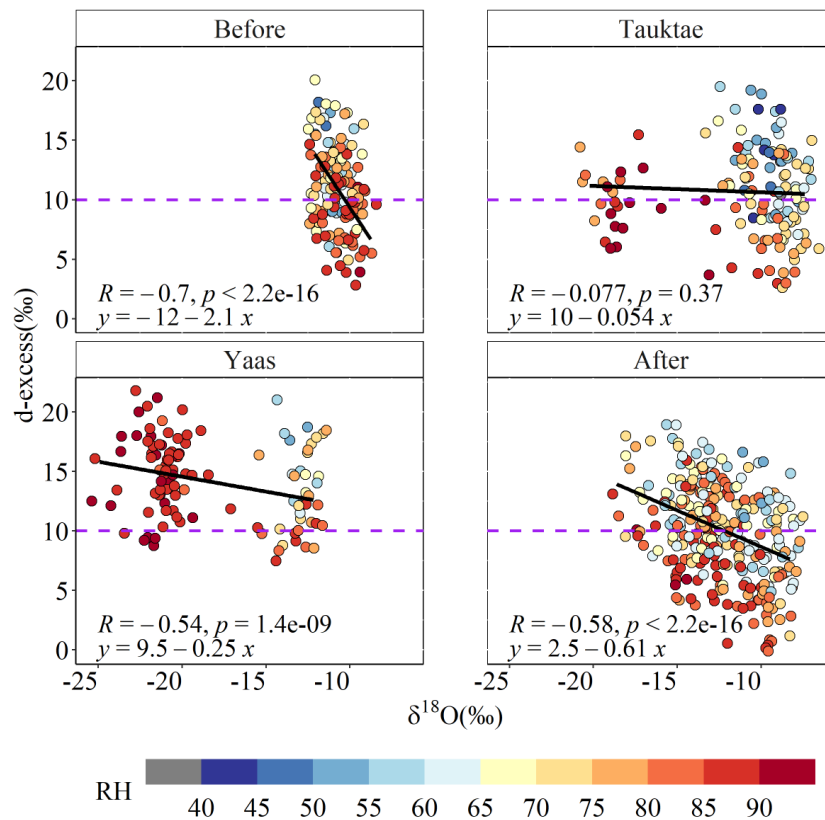 Before
Tauktae
20
15
10
5
0
R = −0.7, p < 2.2e-16
y = −12 − 2.1 x
R = −0.077, p = 0.37
y = 10 − 0.054 x
d-excess(‰)
Yaas
After
20
15
10
5
0
R = −0.54, p = 1.4e-09
y = 9.5 − 0.25 x
R = −0.58, p < 2.2e-16
y = 2.5 − 0.61 x
-25 -20 -15 -10 -25 -20 -15 -10
δ¹⁸O(‰)
RH
40 45 50 55 60 65 70 75 80 85 90